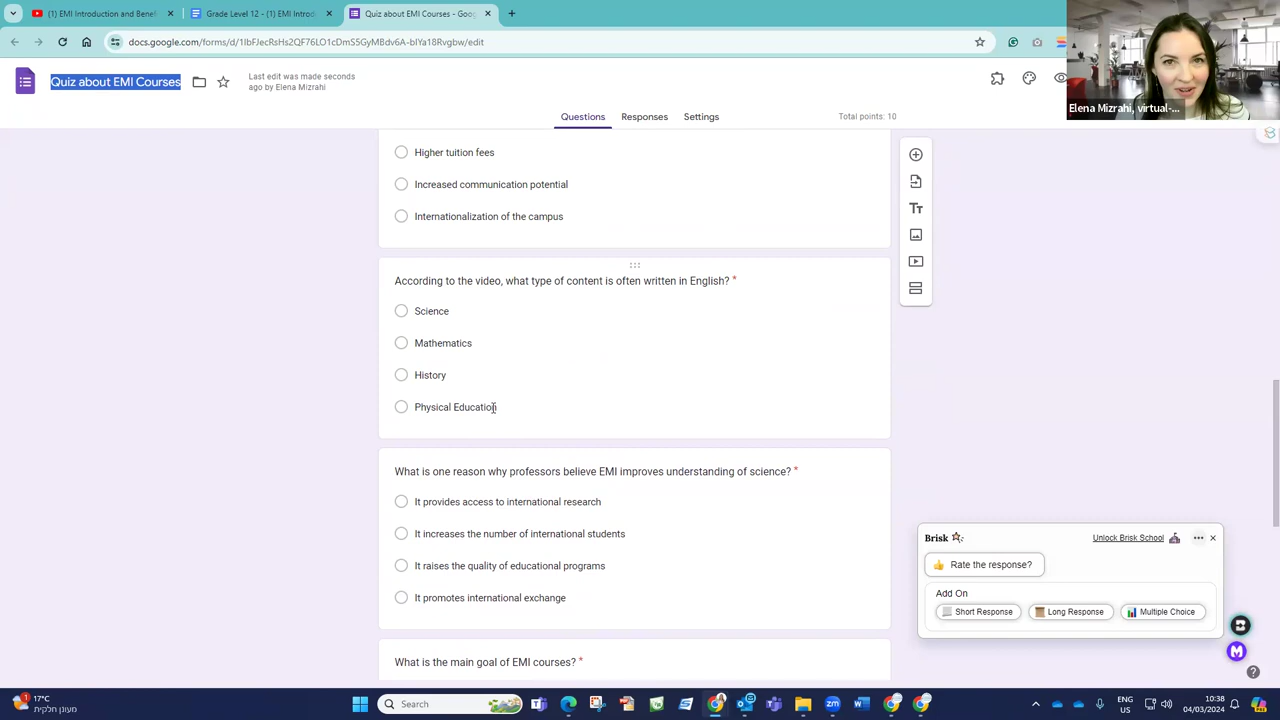 (1) EMI Introduction and Benef
Grade Level 12 - (1) EMI Intro
Quiz about EMI Courses - Goog
docs.google.com/forms/d/1IbFJecRsHs2QF76LO1cDmS5GyMBdv6A-bIYa18Rvgbw/edit
Quiz about EMI Courses
Last edit was made seconds
ago by Elena Mizrahi
Elena Mizrahi, virtual-...
Questions
Responses
Settings
Total points: 10
Higher tuition fees
Increased communication potential
Internationalization of the campus
According to the video, what type of content is often written in English? *
Science
Mathematics
History
Physical Education
What is one reason why professors believe EMI improves understanding of science? *
It provides access to international research
It increases the number of international students
It raises the quality of educational programs
It promotes international exchange
What is the main goal of EMI courses? *
Brisk
Unlock Brisk School
Rate the response?
Add On
Short Response
Long Response
Multiple Choice
1
17°C
מעונן חלקית
Search
ENG
US
10:38
04/03/2024